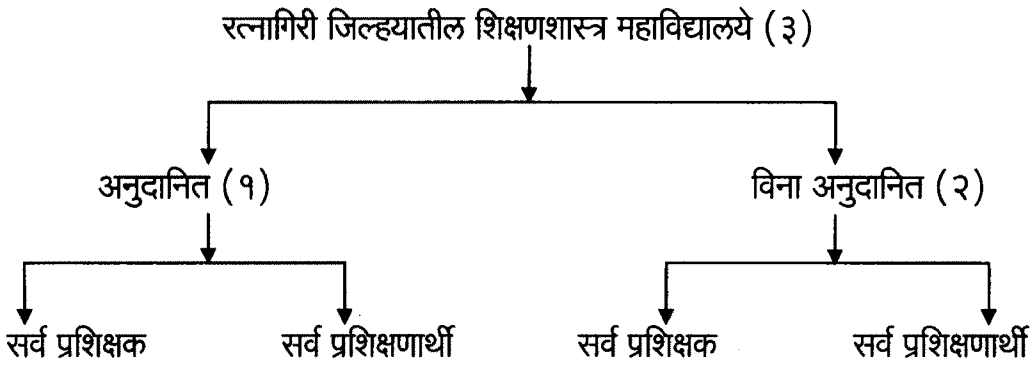 रत्नागिरी जिल्हयातील शिक्षणशास्त्र महाविद्यालये (३)
अनुदानित (१) विना अनुदानित (२)
सर्व प्रशिक्षक सर्व प्रशिक्षणार्थी सर्व प्रशिक्षक सर्व प्रशिक्षणार्थी